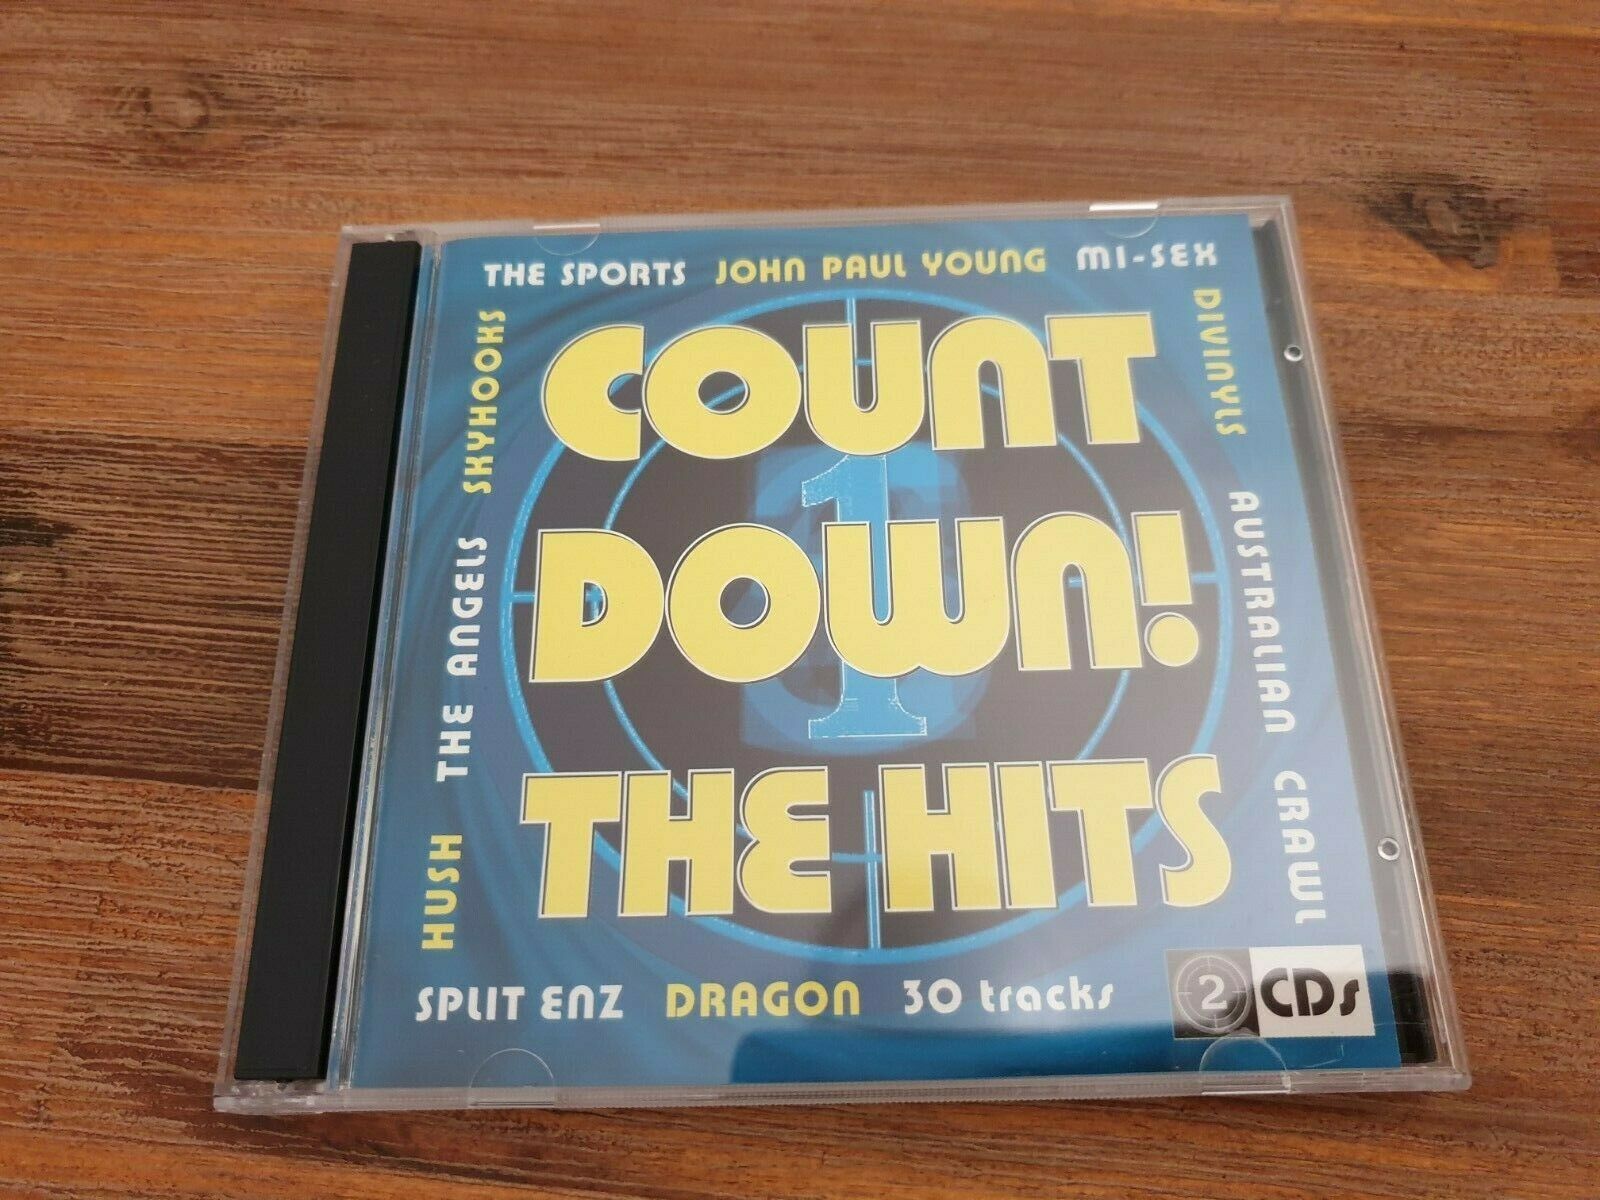 THE SPORTS JOHN PAUL YOUNG MI-SEX
SKYHOOKS
THE ANGELS
HUSH
DIVINYLS
AUSTRALIAN CRAWL
COUNT
1
DOWN!
THE HITS
SPLIT ENZ DRAGON 30 tracks
2 CDs